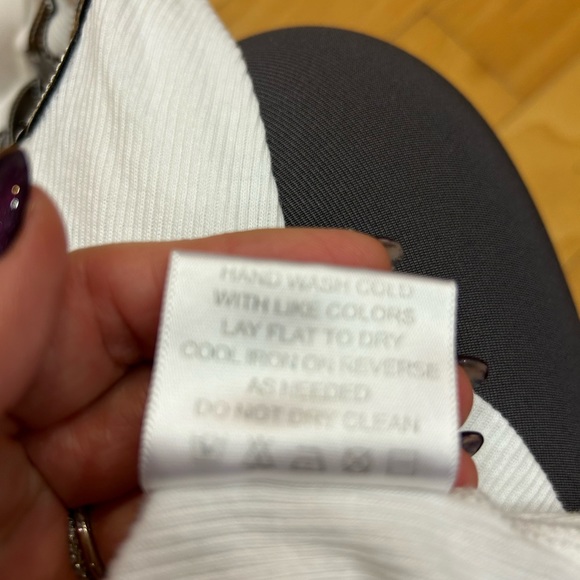 HAND WASH COLD
WITH LIKE COLORS
LAY FLAT TO DRY
COOL IRON ON REVERSE
AS NEEDED
DO NOT DRY CLEAN